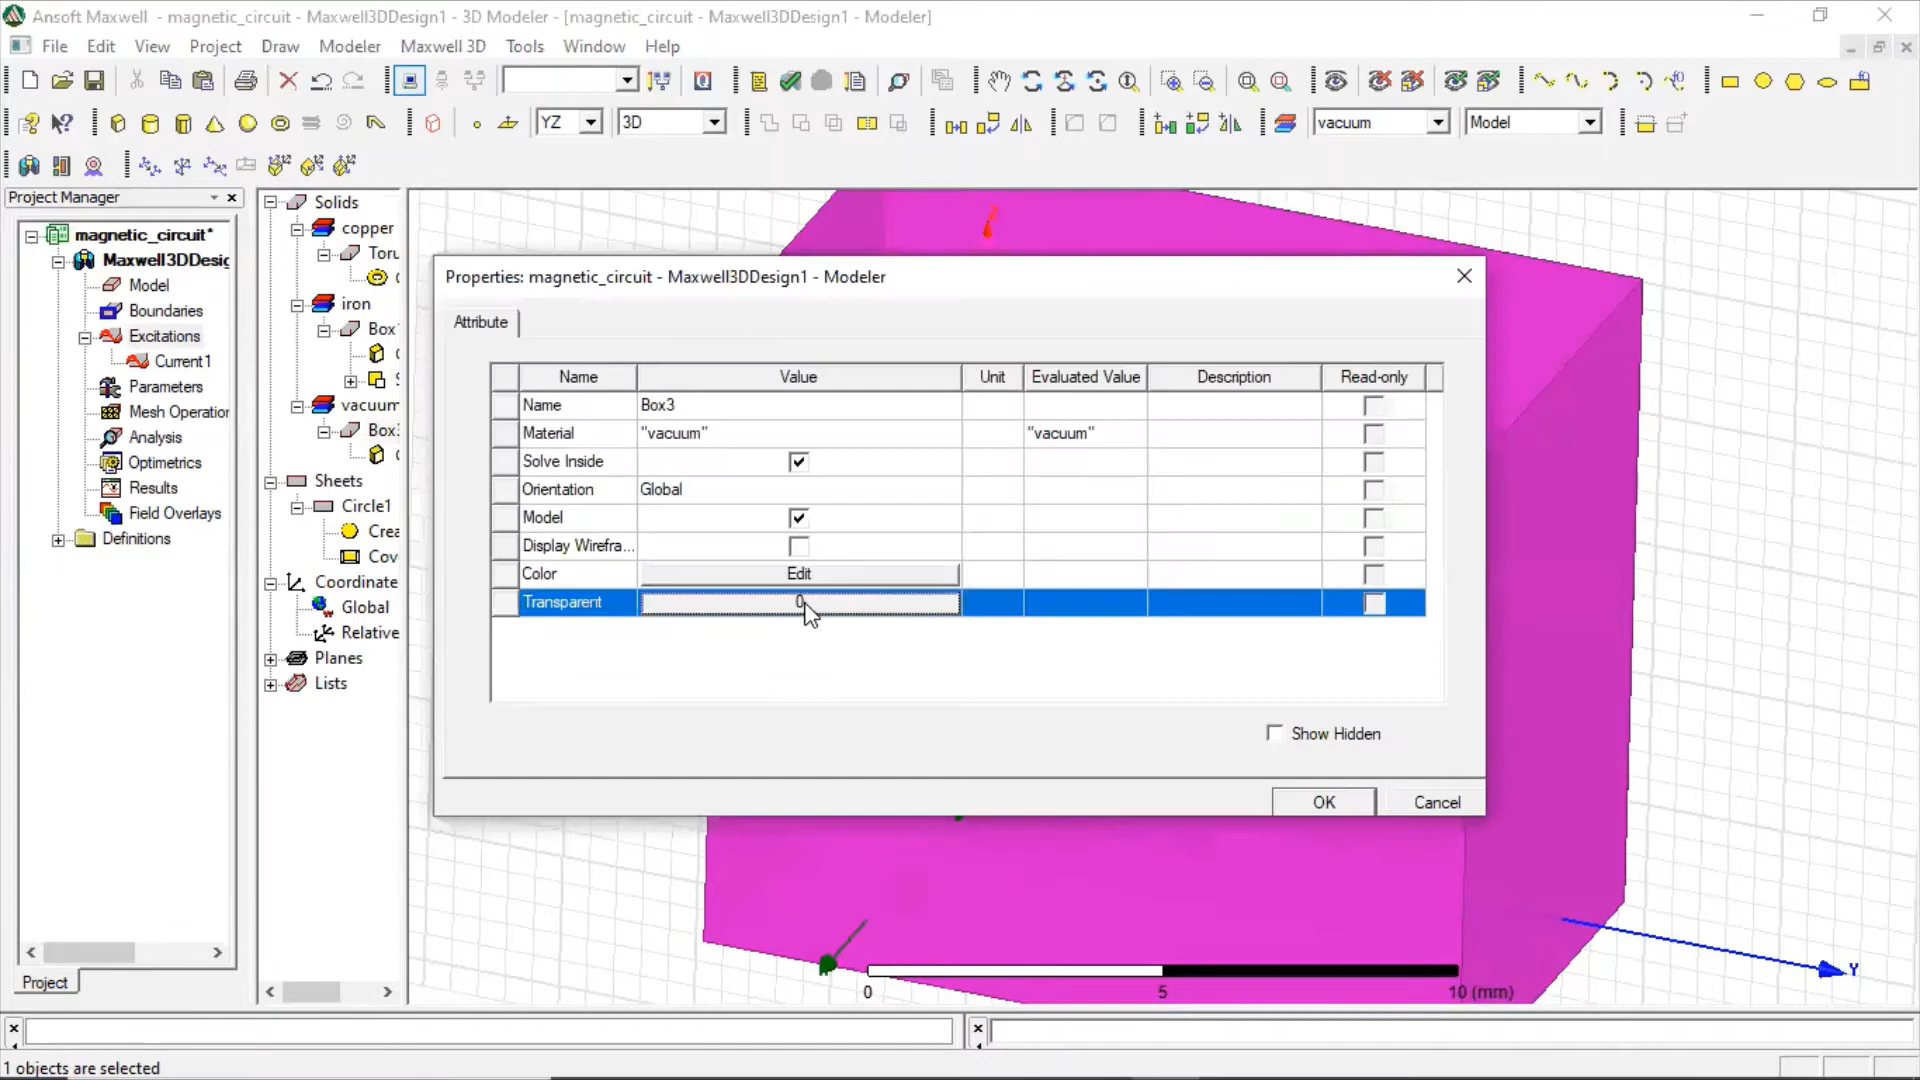 Ansoft Maxwell - magnetic_circuit - Maxwell3DDesign1 - 3D Modeler - [magnetic_circuit - Maxwell3DDesign1 - Modeler]
File Edit View Project Draw Modeler Maxwell 3D Tools Window Help
YZ 3D vacuum Model
Project Manager
magnetic_circuit*
Maxwell3DDesig
Model
Boundaries
Excitations
Current1
Parameters
Mesh Operation
Analysis
Optimetrics
Results
Field Overlays
Definitions
Project
Solids
copper
Toru
iron
Box
vacuum
Box
Sheets
Circle1
Crea
Cov
Coordinate
Global
Relative
Planes
Lists
Z
Properties: magnetic_circuit - Maxwell3DDesign1 - Modeler
Attribute
Name Value Unit Evaluated Value Description Read-only
Name Box3
Material "vacuum" "vacuum"
Solve Inside
Orientation Global
Model
Display Wirefra...
Color Edit
Transparent 0
Show Hidden
OK Cancel
Y
0 5 10 (mm)
1 objects are selected